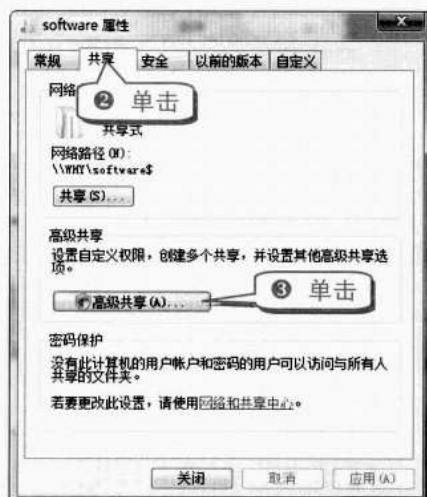 software 属性
常规 共享 安全 以前的版本 自定义
网络
❷ 单击
共享式
网络路径(N):
\\WHY\software$
共享(S)...
高级共享
设置自定义权限，创建多个共享，并设置其他高级共享选
项。
高级共享(A)...
❸ 单击
密码保护
没有此计算机的用户帐户和密码的用户可以访问与所有人
共享的文件夹。
若要更改此设置，请使用网络和共享中心。
关闭 取消 应用(A)